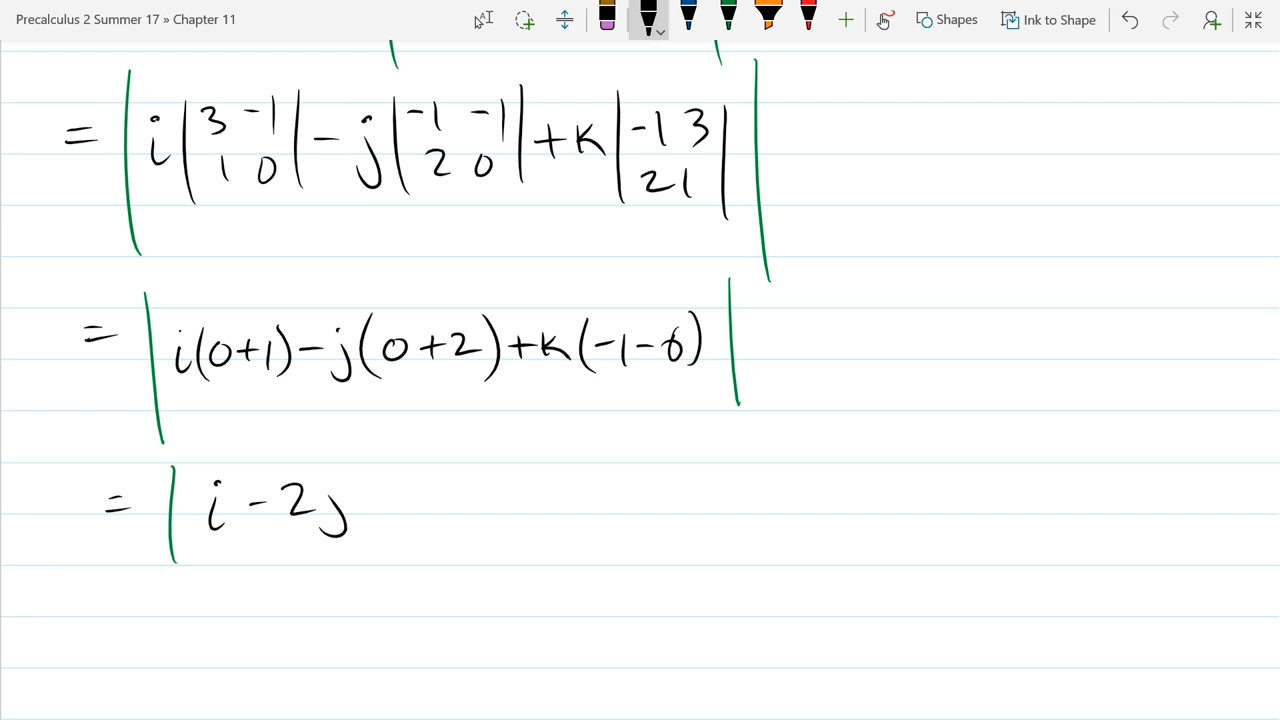 Precalculus 2 Summer 17 » Chapter 11
Shapes
Ink to Shape
= | i | 3 -1 | - j | -1 -1 | + k | -1 3 | |
1 0 2 0 2 1
= | i(0+1) - j(0+2) + k(-1-6) |
= | i - 2j